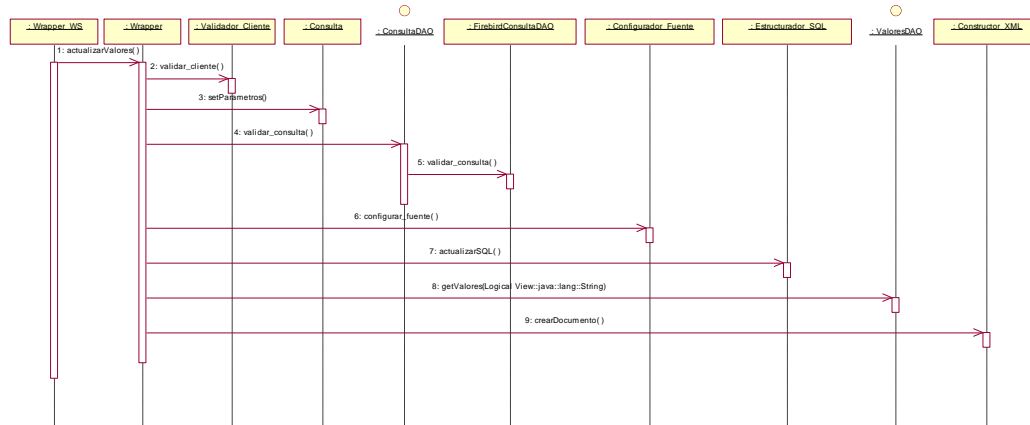 : Wrapper_WS
: Wrapper
: Validador_Cliente
: Consulta
: ConsultaDAO
: FirebirdConsultaDAO
: Configurador_Fuente
: Estructurador_SQL
: ValoresDAO
: Constructor_XML
1: actualizarValores( )
2: validar_cliente( )
3: setParametros()
4: validar_consulta( )
5: validar_consulta( )
6: configurar_fuente( )
7: actualizarSQL( )
8: getValores(Logical View::java::lang::String)
9: crearDocumento( )